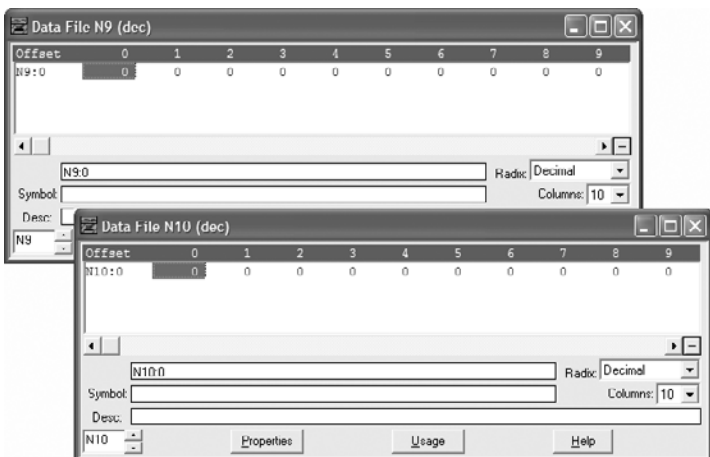 Data File N9 (dec)
Offset 0 1 2 3 4 5 6 7 8 9
N9:0 0 0 0 0 0 0 0 0 0 0
N9:0
Radix: Decimal
Symbol:
Columns: 10
Desc:
N9
Data File N10 (dec)
Offset 0 1 2 3 4 5 6 7 8 9
N10:0 0 0 0 0 0 0 0 0 0 0
N10:0
Radix: Decimal
Symbol:
Columns: 10
Desc:
N10
Properties
Usage
Help